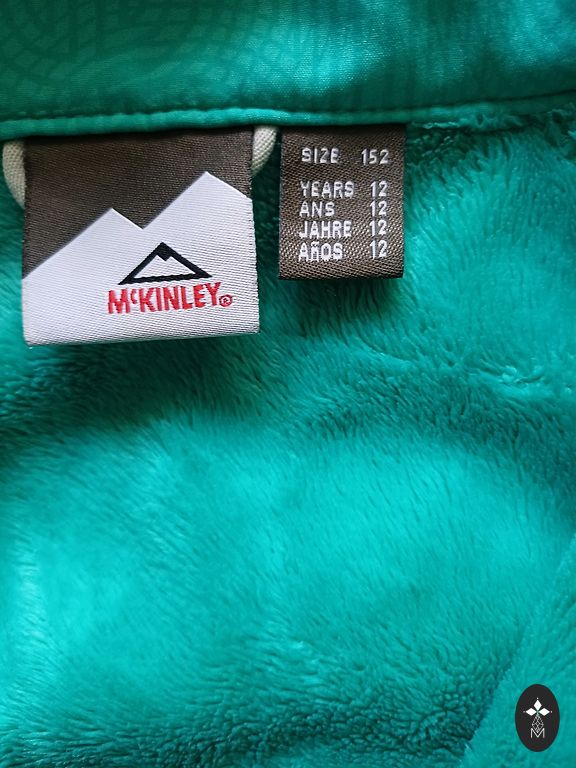 McKINLEY®
SIZE 152
YEARS 12
ANS 12
JAHRE 12
AÑOS 12
M